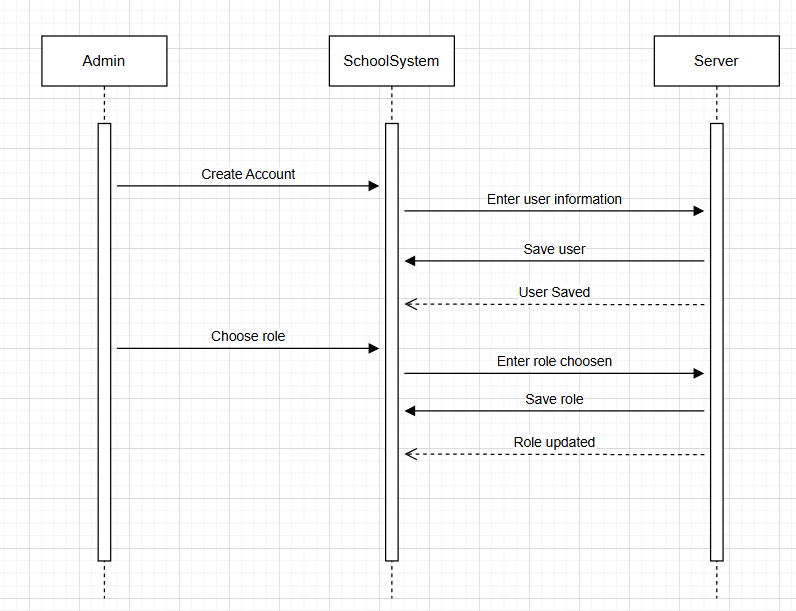 Admin
SchoolSystem
Server
Create Account
Enter user information
Save user
User Saved
Choose role
Enter role choosen
Save role
Role updated